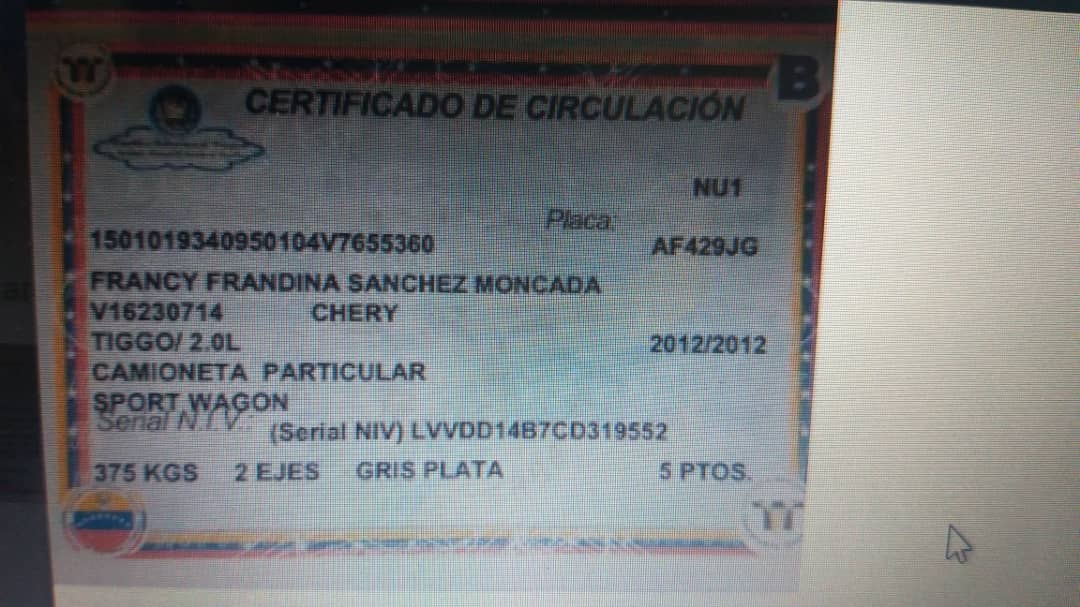 B
CERTIFICADO DE CIRCULACIÓN
NU1
Placa:
1501019340950104V7655360 AF429JG
FRANCY FRANDINA SANCHEZ MONCADA
V16230714 CHERY
TIGGO/ 2.0L 2012/2012
CAMIONETA PARTICULAR
SPORT WAGON
Serial N.I.V.:
(Serial NIV) LVVDD14B7CD319552
375 KGS 2 EJES GRIS PLATA 5 PTOS.